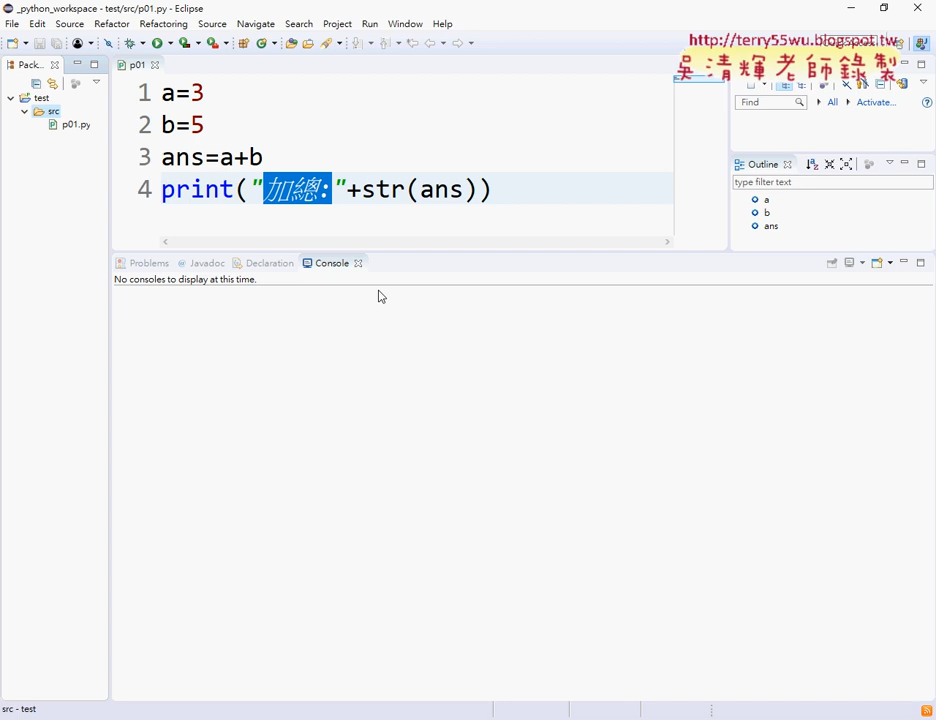 _python_workspace - test/src/p01.py - Eclipse
File Edit Source Refactor Refactoring Source Navigate Search Project Run Window Help
http://terry55wu.blogspot.tw
吳清輝老師錄製
Pack...
p01
test
src
p01.py
1 a=3
2 b=5
3 ans=a+b
4 print("加總:"+str(ans))
Find
All
Activate...
Outline
type filter text
a
b
ans
Problems
Javadoc
Declaration
Console
No consoles to display at this time.
src - test